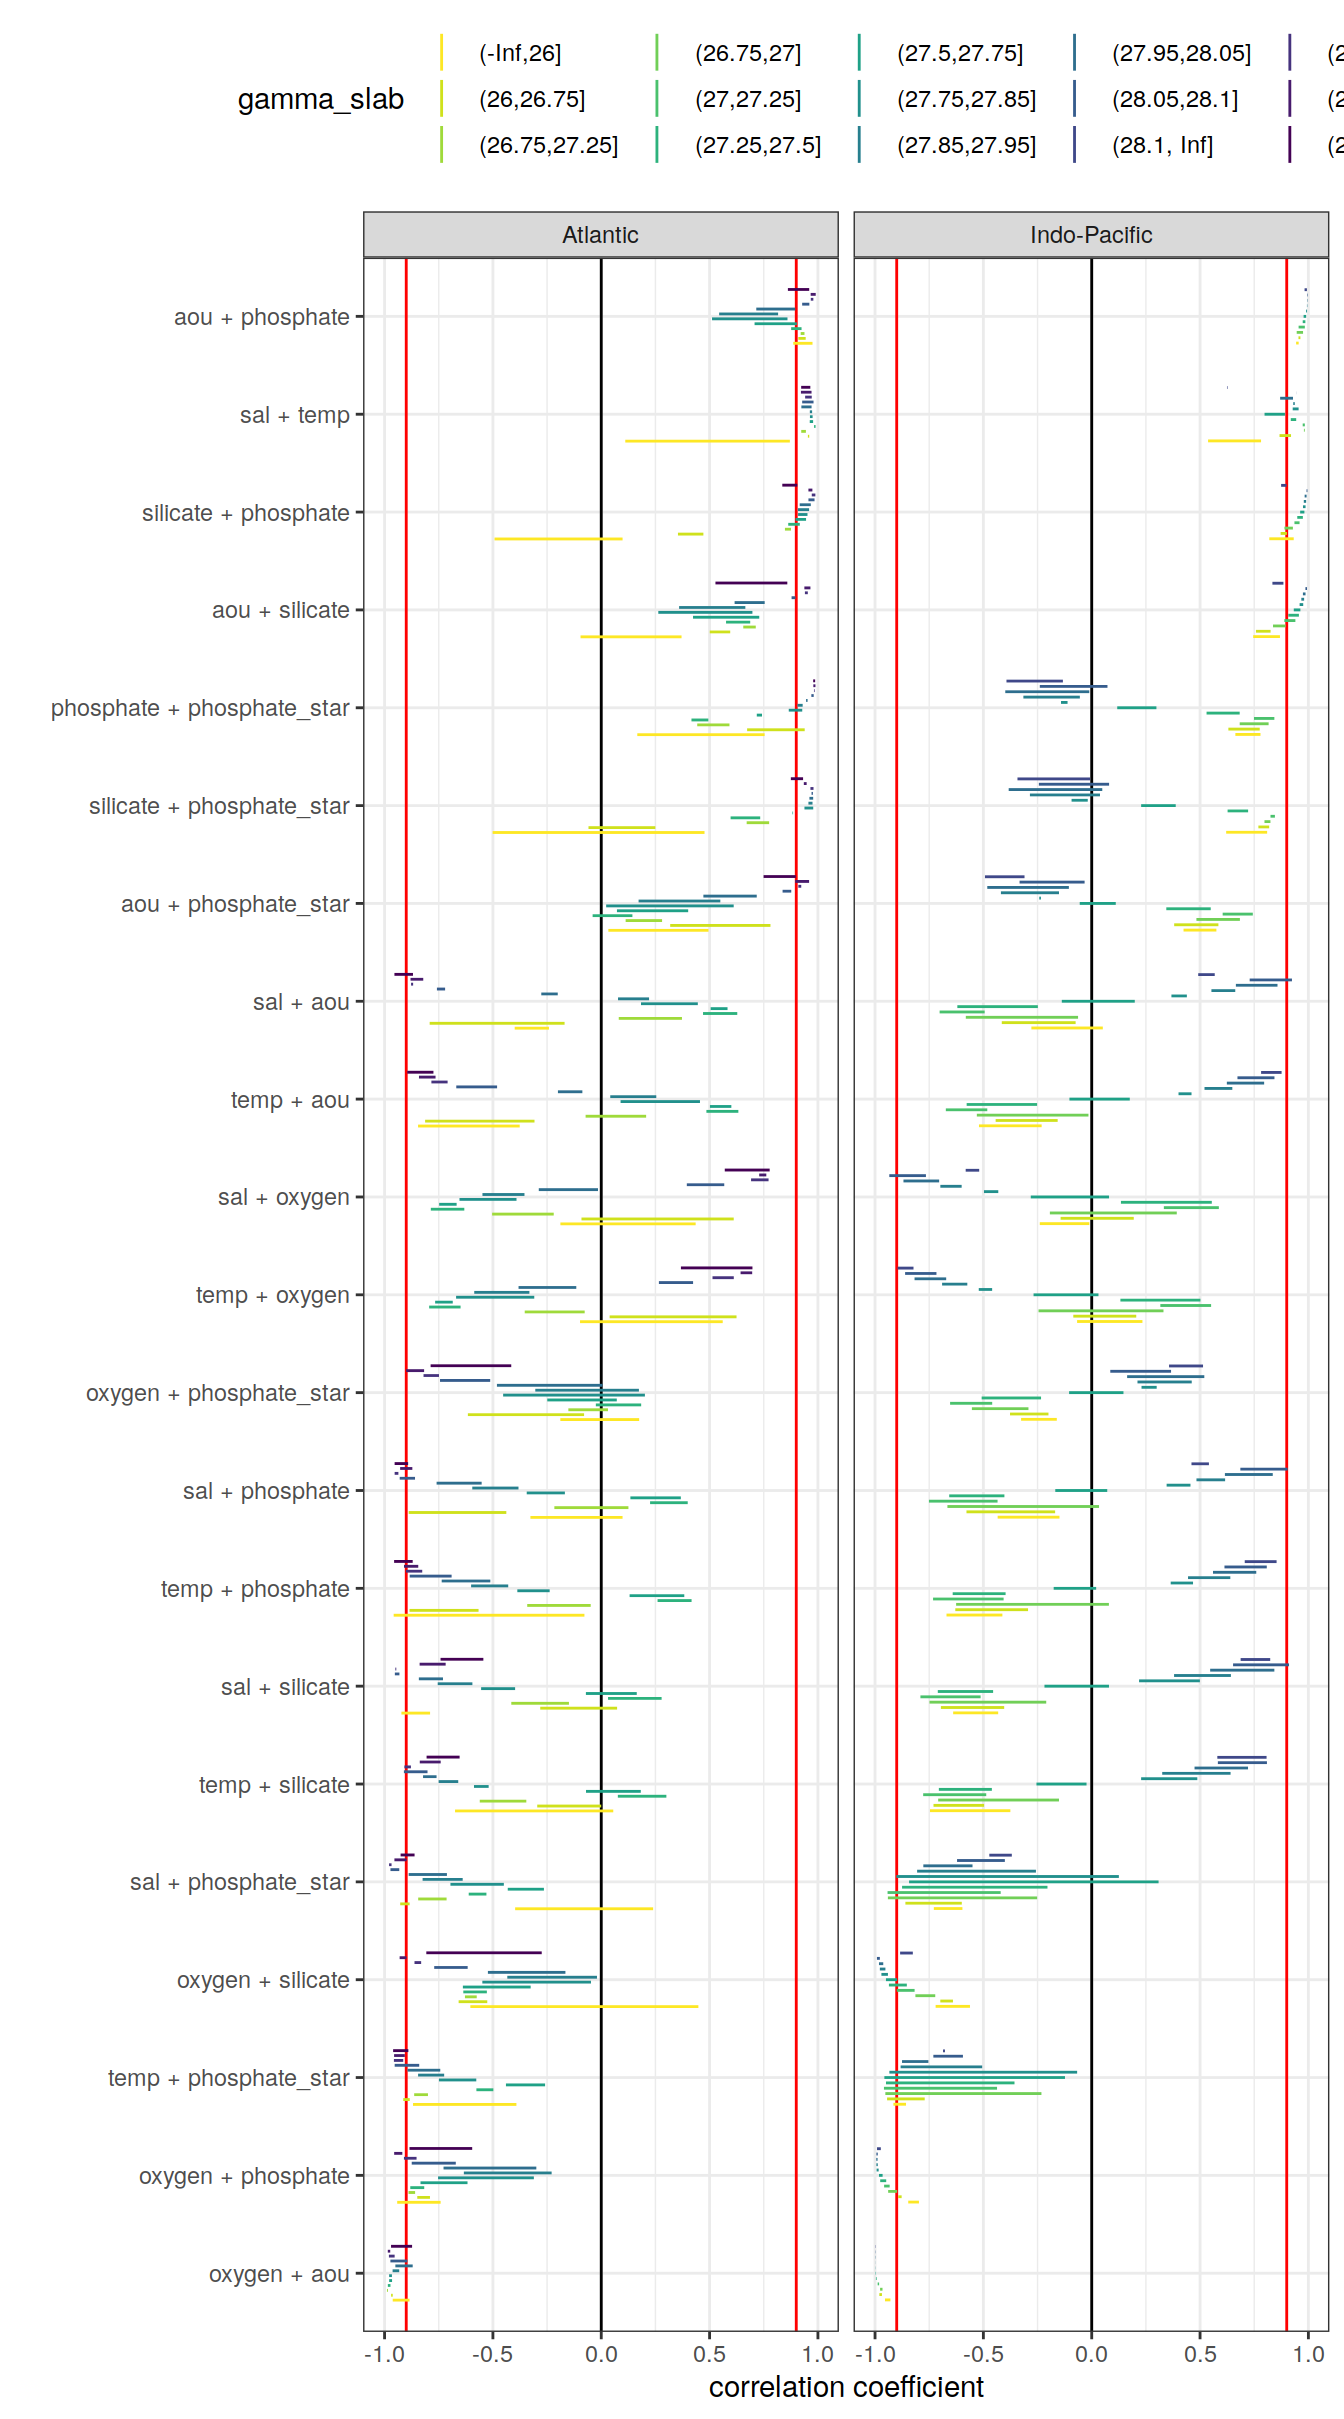 (-Inf,26] (26.75,27] (27.5,27.75] (27.95,28.05]
gamma_slab (26,26.75] (27,27.25] (27.75,27.85] (28.05,28.1]
(26.75,27.25] (27.25,27.5] (27.85,27.95] (28.1, Inf]
Atlantic Indo-Pacific
aou + phosphate
sal + temp
silicate + phosphate
aou + silicate
phosphate + phosphate_star
silicate + phosphate_star
aou + phosphate_star
sal + aou
temp + aou
sal + oxygen
temp + oxygen
oxygen + phosphate_star
sal + phosphate
temp + phosphate
sal + silicate
temp + silicate
sal + phosphate_star
oxygen + silicate
temp + phosphate_star
oxygen + phosphate
oxygen + aou
-1.0 -0.5 0.0 0.5 1.0 -1.0 -0.5 0.0 0.5 1.0
correlation coefficient